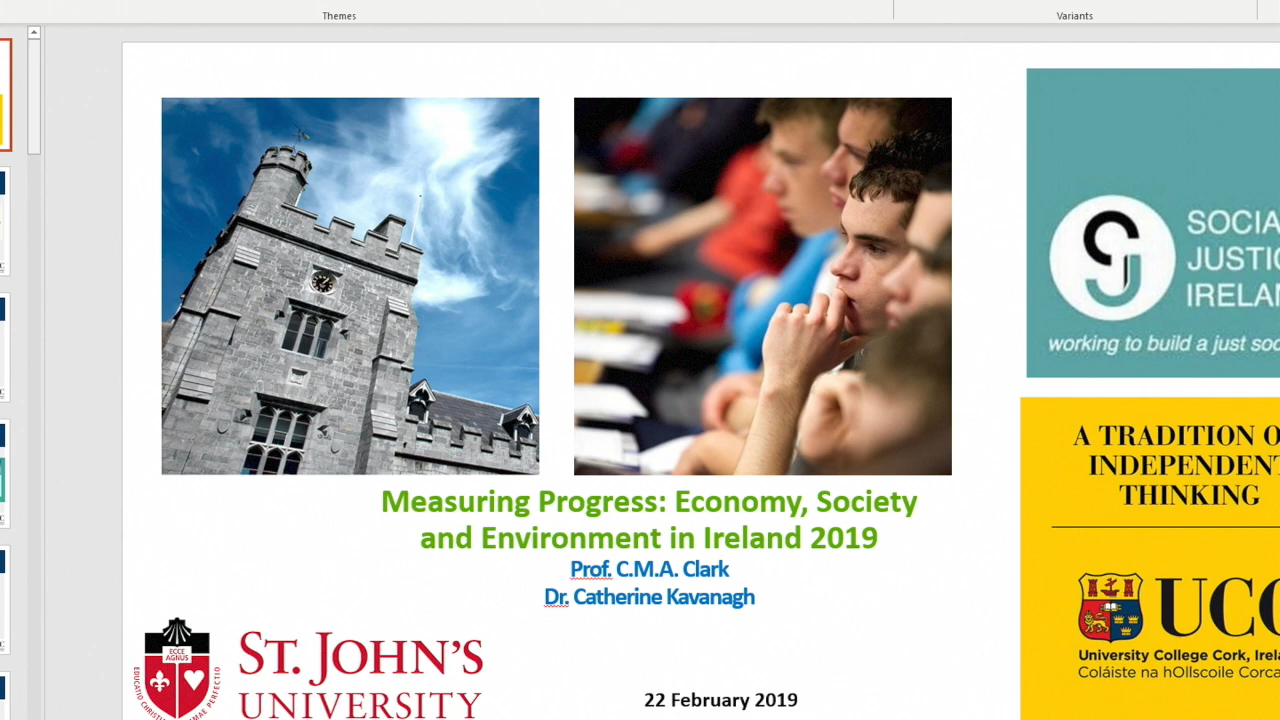 Themes
Variants
SOCIA
JUSTIC
IRELAN
working to build a just soc
A TRADITION O
INDEPENDENT
THINKING
UCC
University College Cork, Irela
Coláiste na hOllscoile Corca
Measuring Progress: Economy, Society
and Environment in Ireland 2019
Prof. C.M.A. Clark
Dr. Catherine Kavanagh
ECCE
AGNUS
ST. JOHN'S
UNIVERSITY
22 February 2019